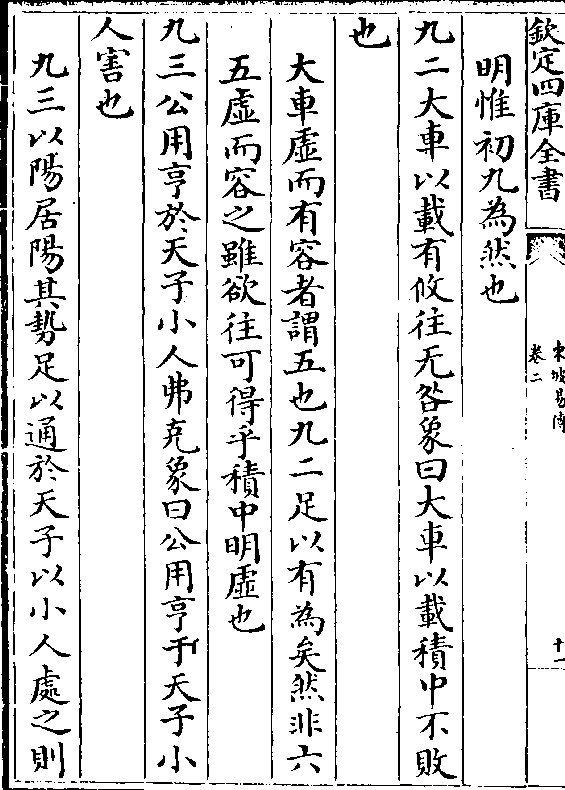 欽定四庫全書
東坡易傳
卷二
十一
明惟初九為然也
九二大車以載有攸往无咎象曰大車以載積中不敗
也
大車虛而有容者謂五也九二足以有為矣然非六
五虛而容之雖欲往可得乎積中明虛也
九三公用亨於天子小人弗克象曰公用亨于天子小
人害也
九三以陽居陽其勢足以通於天子以小人處之則